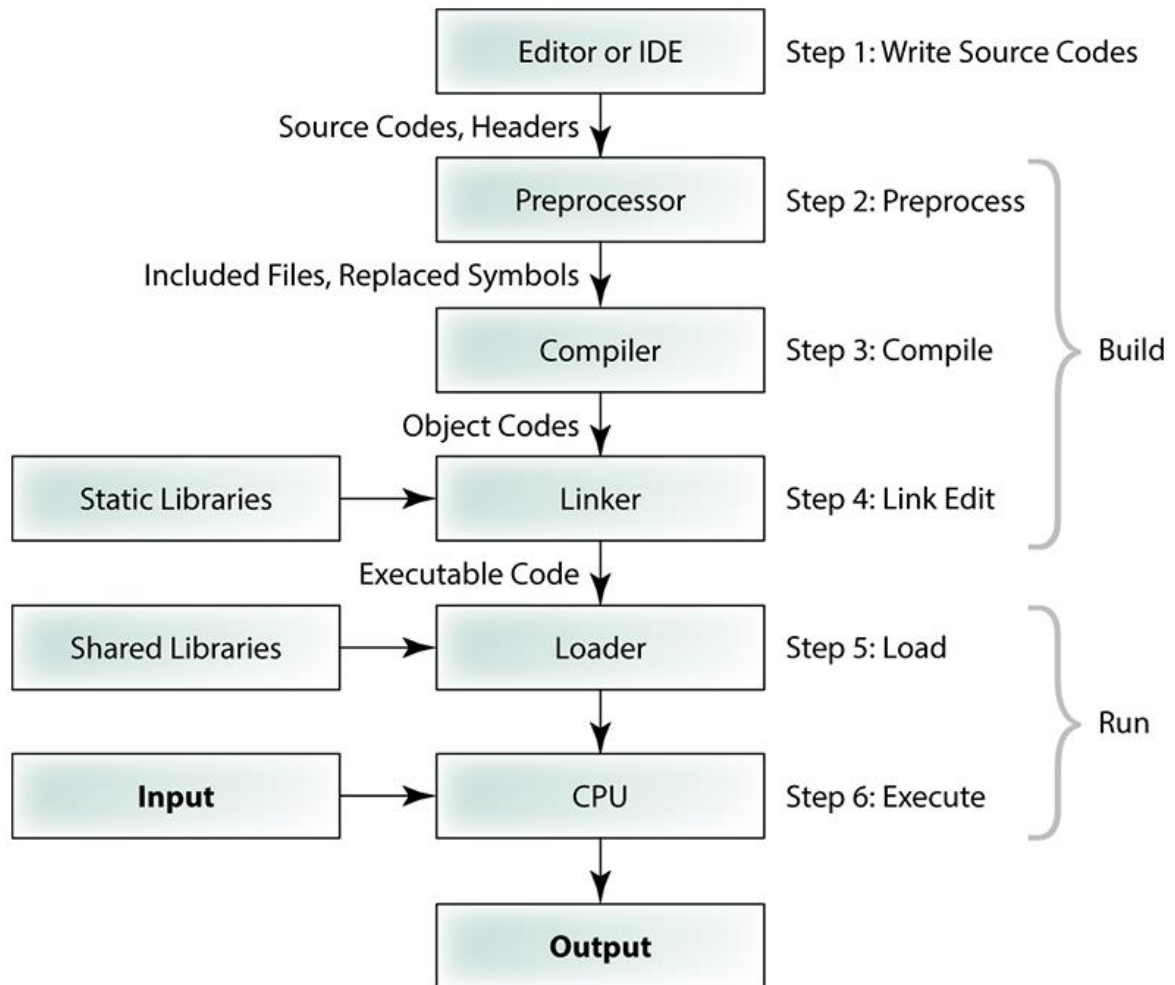 Editor or IDE
Step 1: Write Source Codes
Source Codes, Headers
Preprocessor
Step 2: Preprocess
Included Files, Replaced Symbols
Compiler
Step 3: Compile
Build
Object Codes
Static Libraries
Linker
Step 4: Link Edit
Executable Code
Shared Libraries
Loader
Step 5: Load
Run
Input
CPU
Step 6: Execute
Output